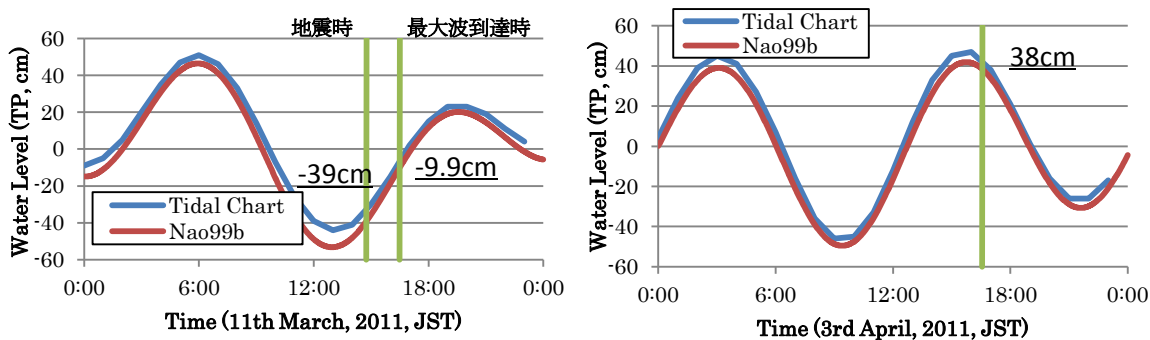 地震時
最大波到達時
60
40
20
0
-20
-40
-60
Water Level (TP, cm)
-39cm
-9.9cm
Tidal Chart
Nao99b
0:00 6:00 12:00 18:00 0:00
Time (11th March, 2011, JST)
Tidal Chart
Nao99b
38cm
60
40
20
0
-20
-40
-60
Water Level (TP, cm)
0:00 6:00 12:00 18:00 0:00
Time (3rd April, 2011, JST)